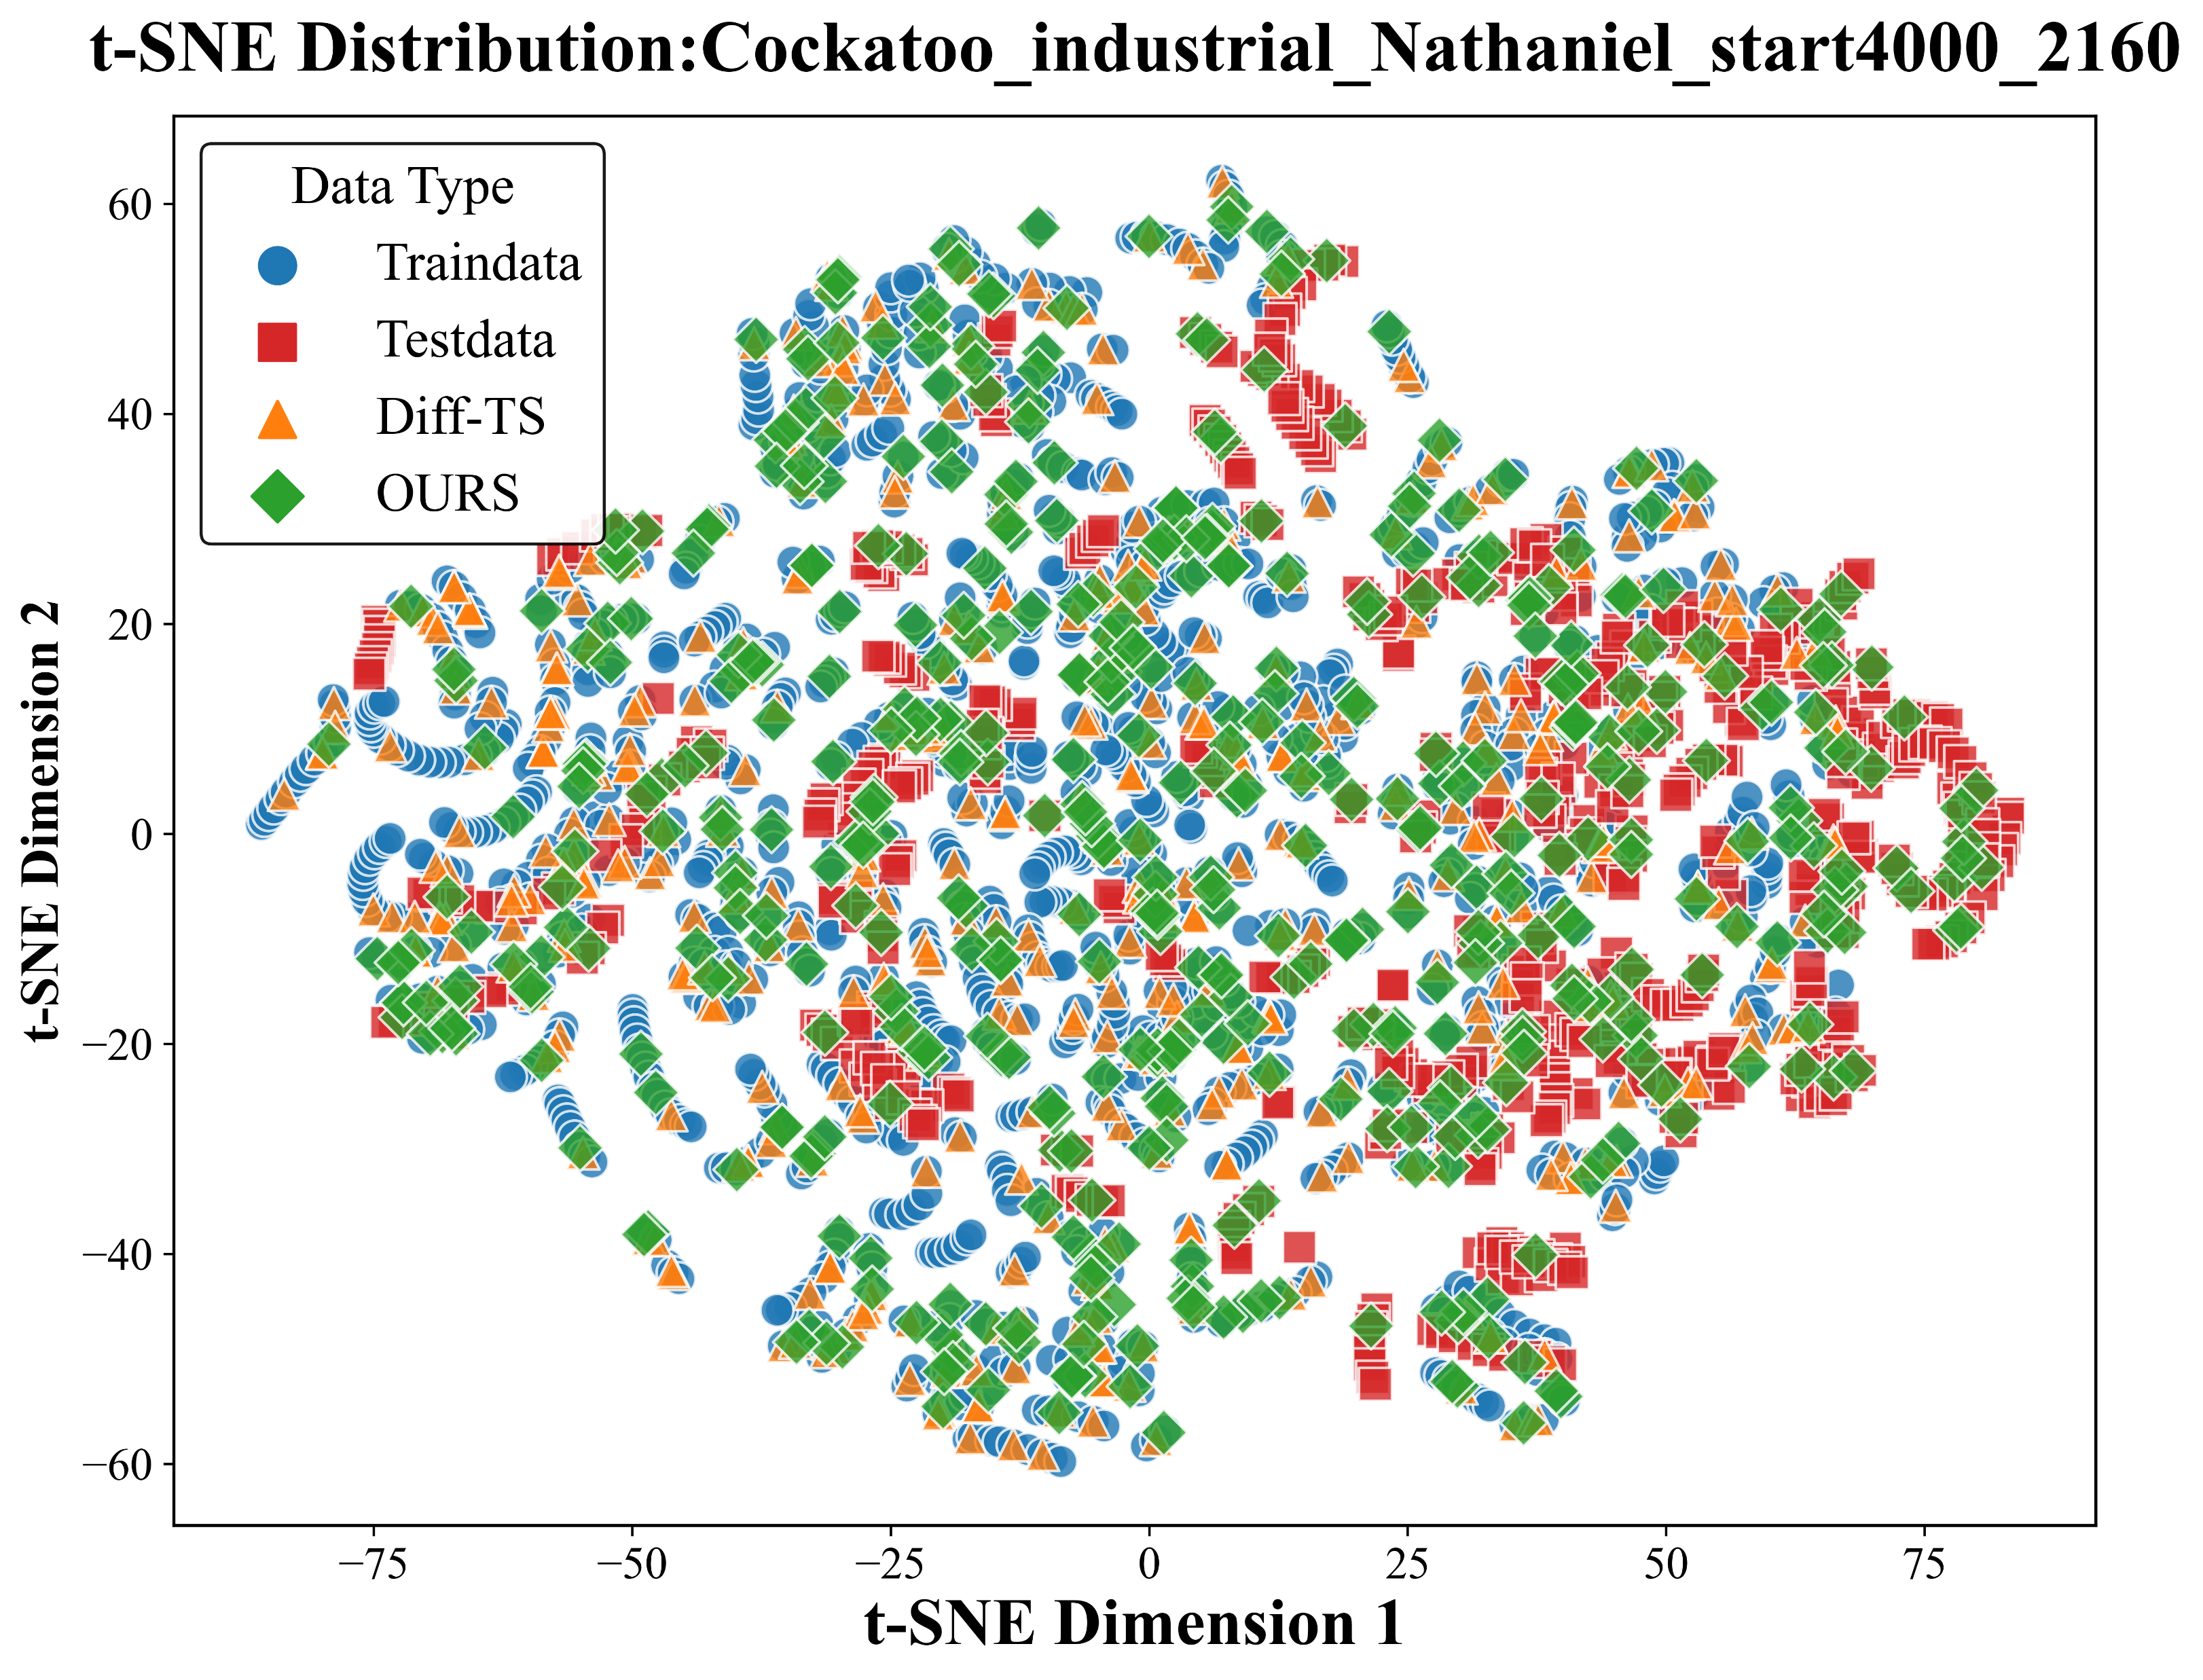 t-SNE Distribution:Cockatoo_industrial_Nathaniel_start4000_2160
Data Type
Traindata
Testdata
Diff-TS
OURS
60
40
20
0
−20
−40
−60
t-SNE Dimension 2
−75
−50
−25
0
25
50
75
t-SNE Dimension 1